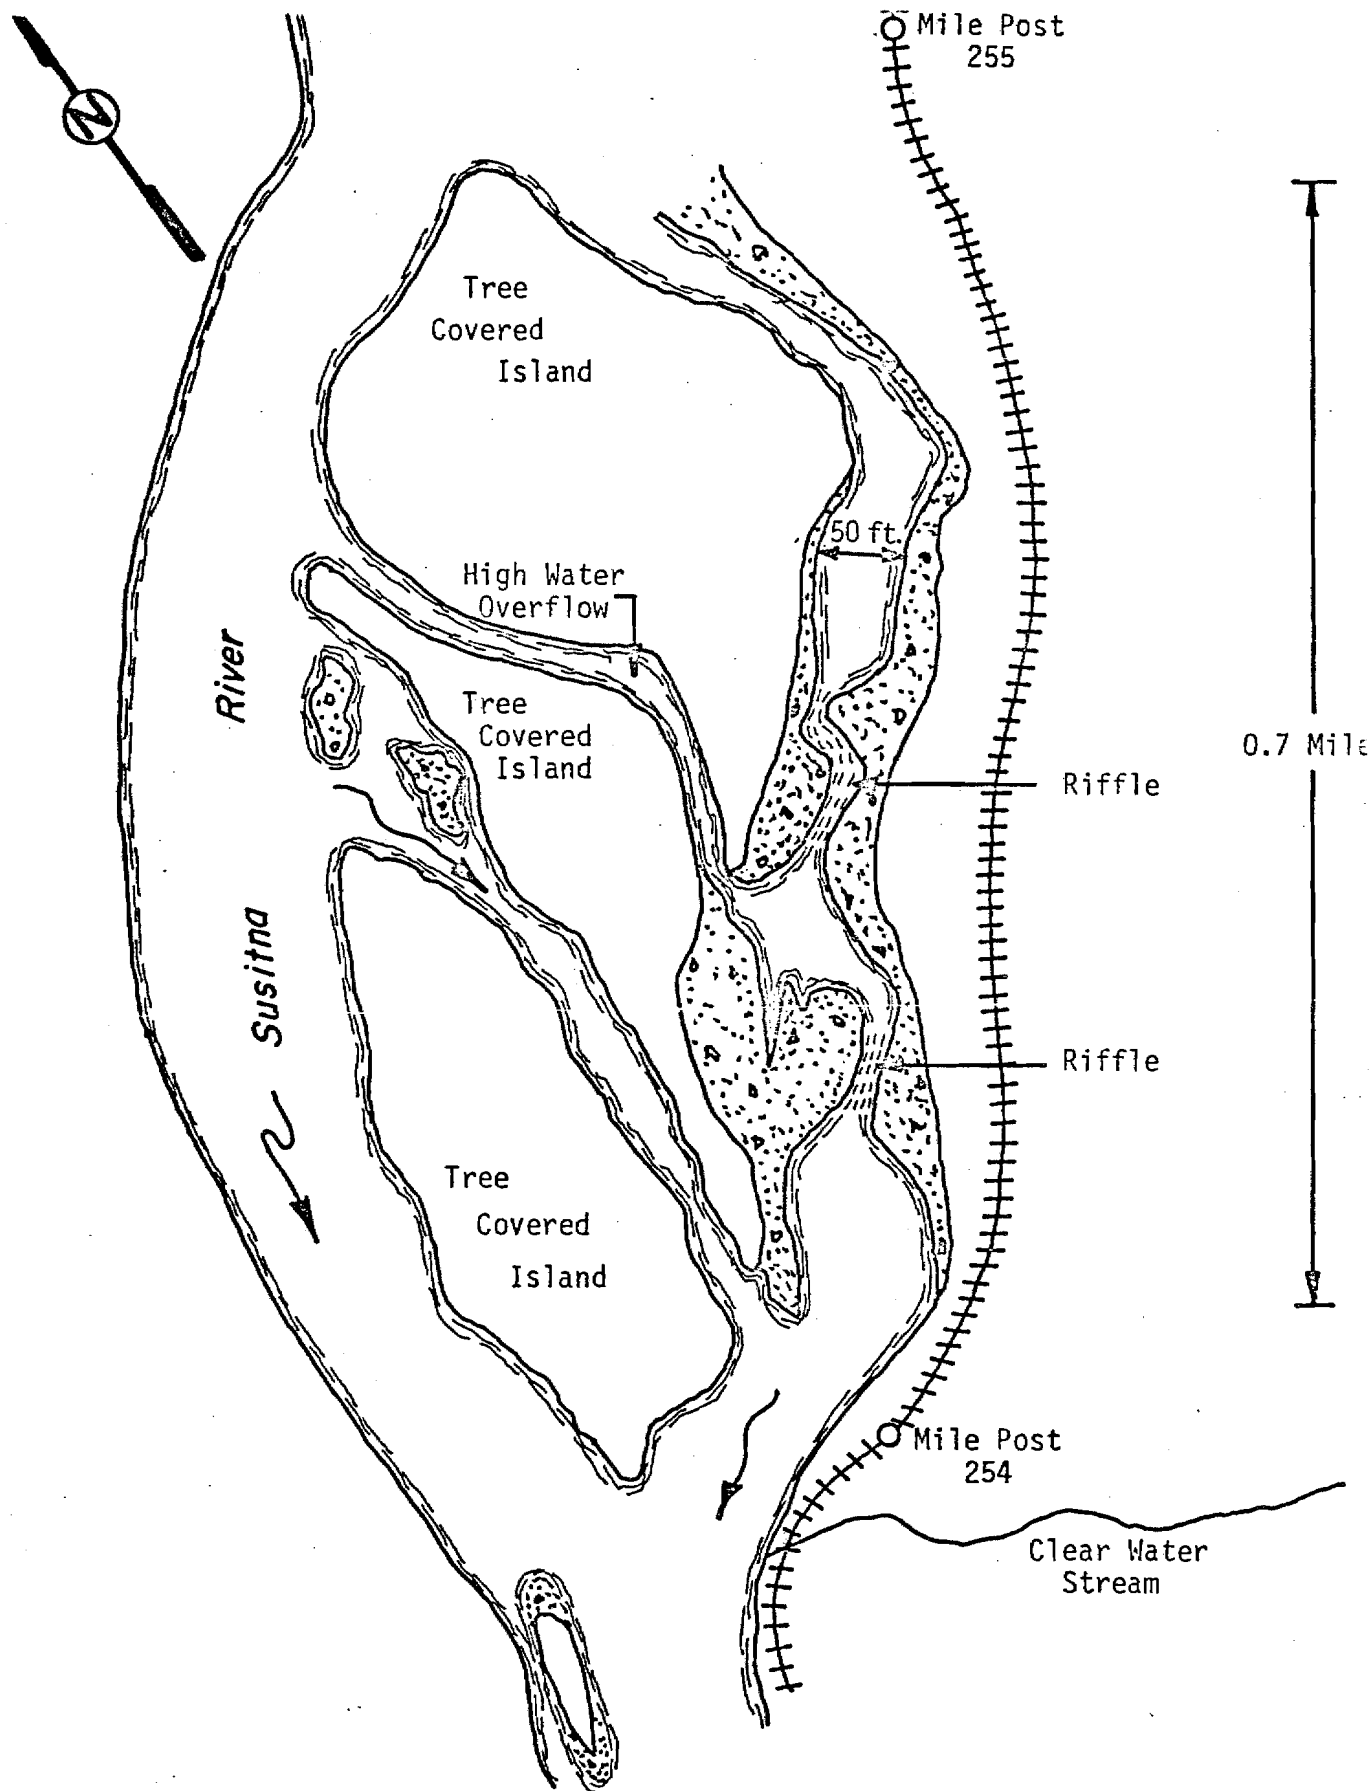 Mile Post
255
N
Tree
Covered
Island
50 ft
High Water
Overflow
River
Tree
Covered
Island
0.7 Mile
Riffle
Susitna
Riffle
Tree
Covered
Island
Mile Post
254
Clear Water
Stream